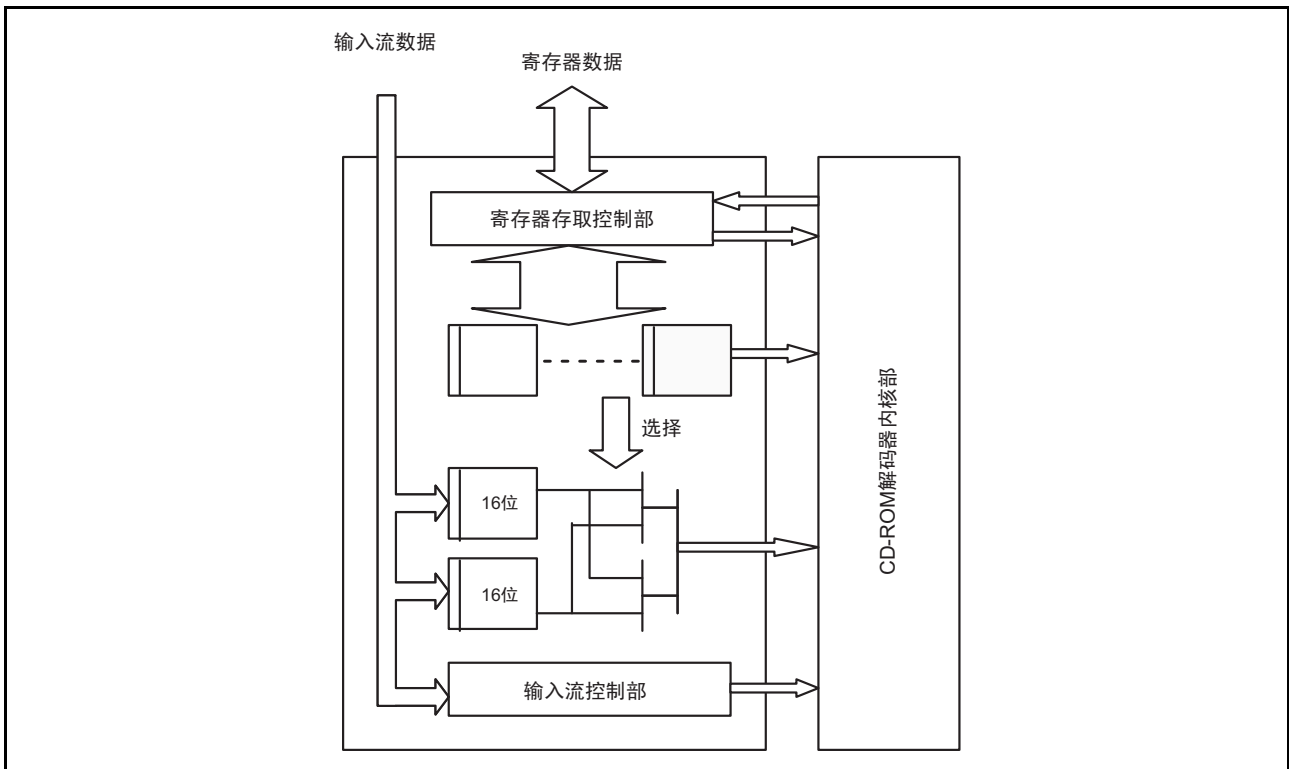 输入流数据
寄存器数据
寄存器存取控制部
选择
16位
16位
输入流控制部
CD-ROM解码器内核部